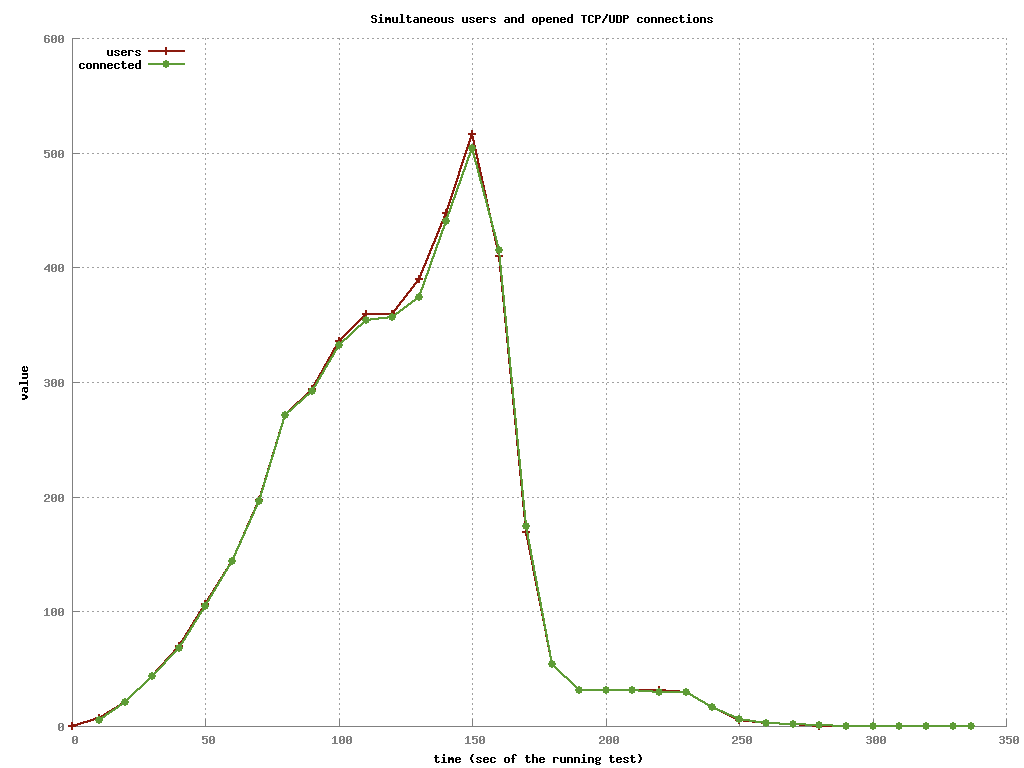 Simultaneous users and opened TCP/UDP connections
600
users
connected
500
400
300
value
200
100
0
0 50 100 150 200 250 300 350
time (sec of the running test)